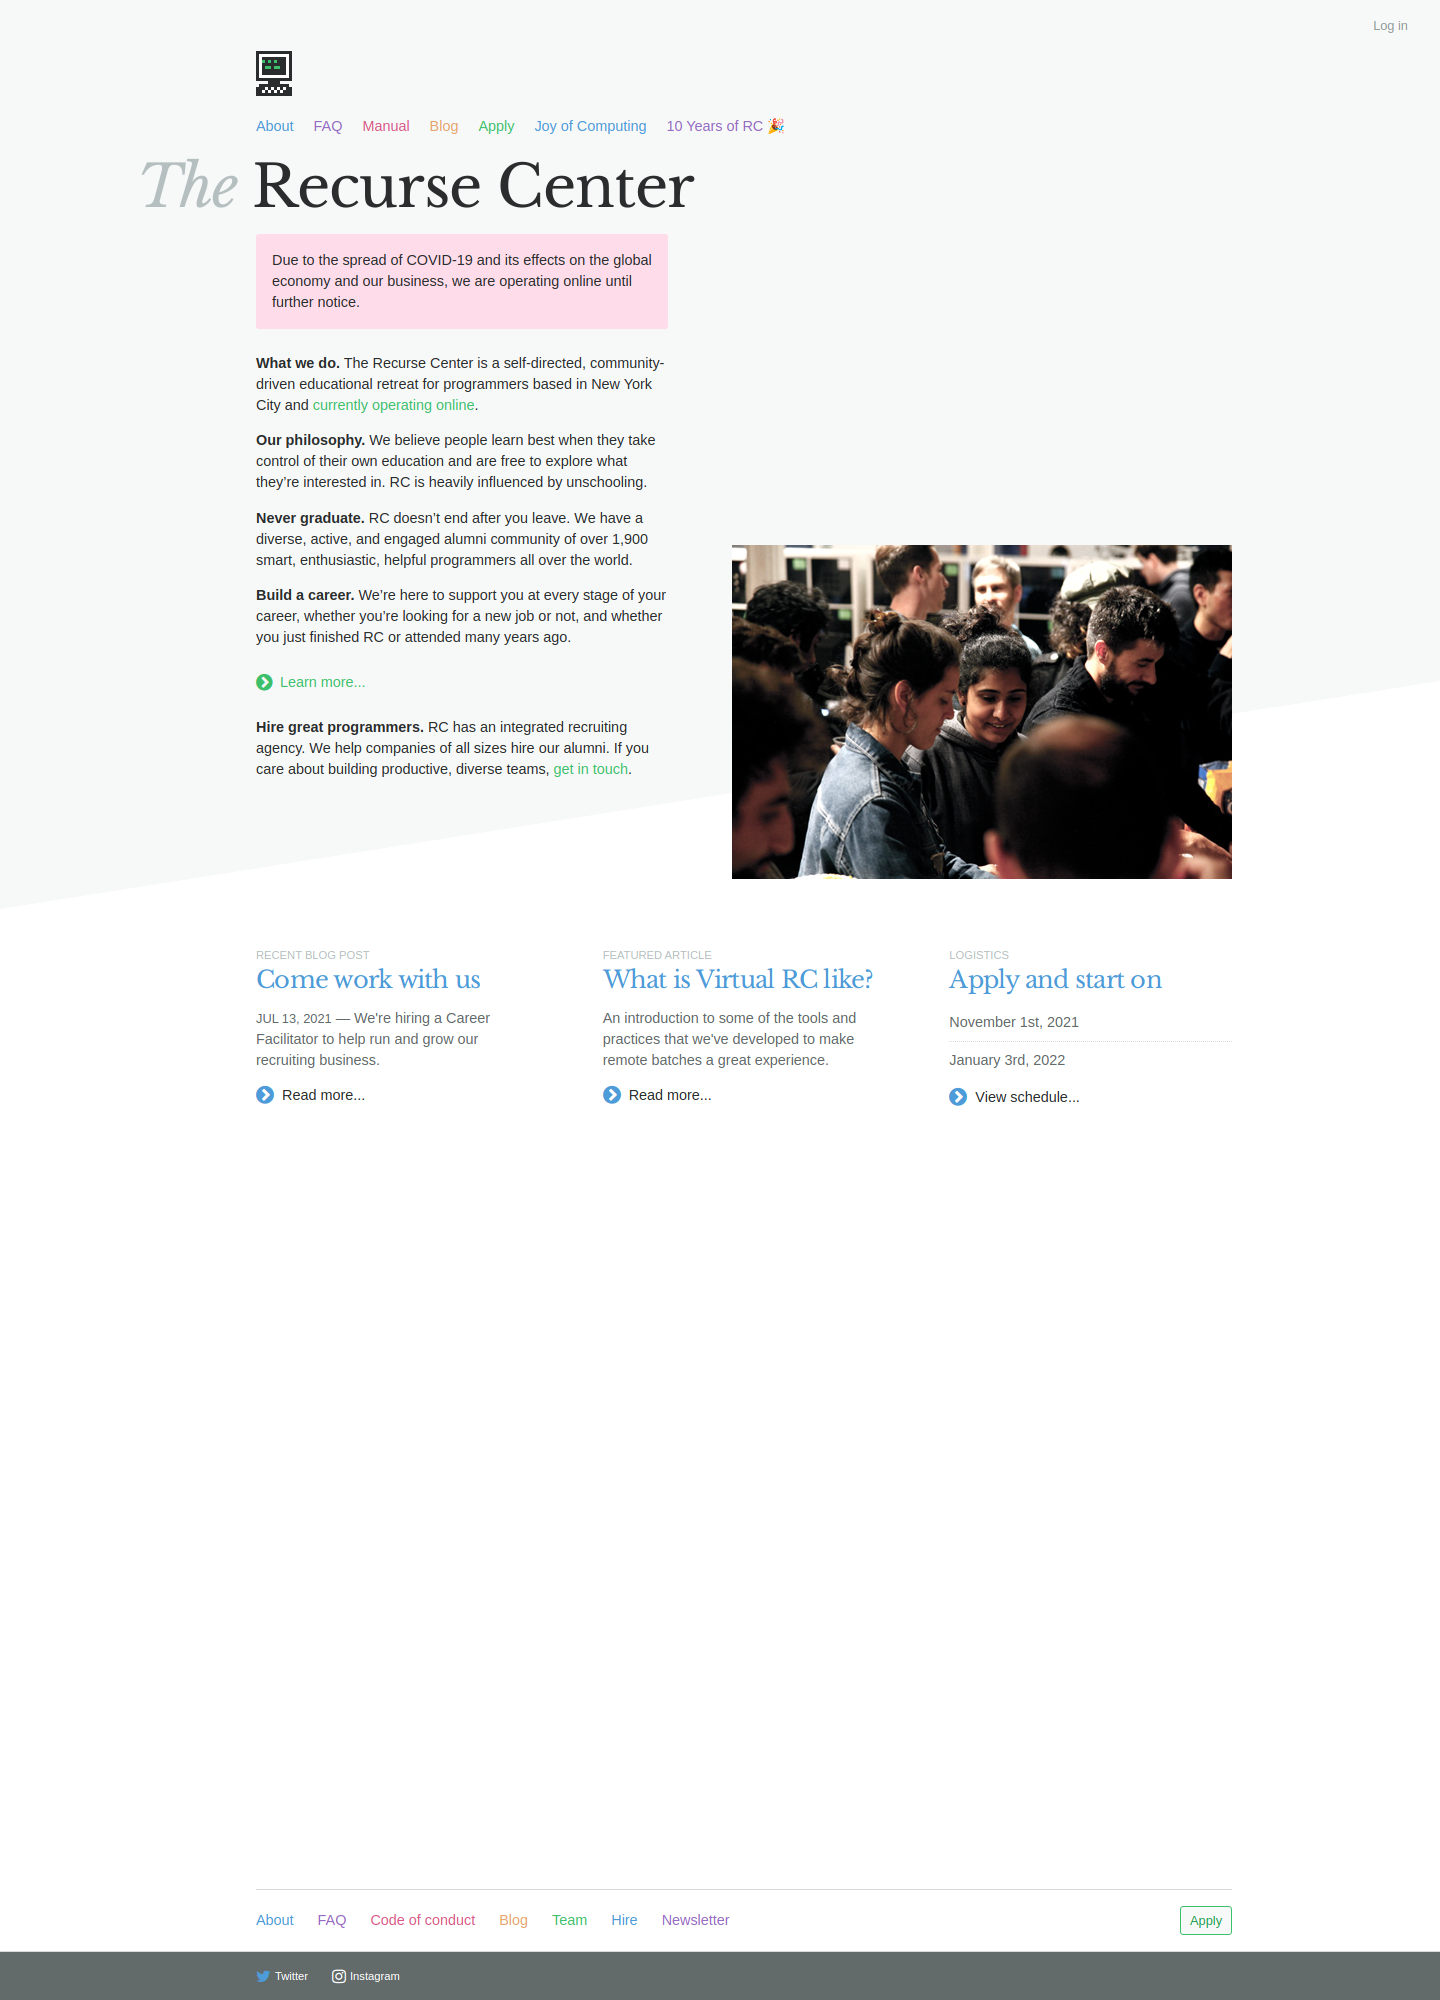 Log in
About FAQ Manual Blog Apply Joy of Computing 10 Years of RC 🎉
The Recurse Center
Due to the spread of COVID-19 and its effects on the global
economy and our business, we are operating online until
further notice.
What we do. The Recurse Center is a self-directed, community-
driven educational retreat for programmers based in New York
City and currently operating online.
Our philosophy. We believe people learn best when they take
control of their own education and are free to explore what
they’re interested in. RC is heavily influenced by unschooling.
Never graduate. RC doesn’t end after you leave. We have a
diverse, active, and engaged alumni community of over 1,900
smart, enthusiastic, helpful programmers all over the world.
Build a career. We’re here to support you at every stage of your
career, whether you’re looking for a new job or not, and whether
you just finished RC or attended many years ago.
Learn more...
Hire great programmers. RC has an integrated recruiting
agency. We help companies of all sizes hire our alumni. If you
care about building productive, diverse teams, get in touch.
RECENT BLOG POST
Come work with us
JUL 13, 2021 — We're hiring a Career
Facilitator to help run and grow our
recruiting business.
Read more...
FEATURED ARTICLE
What is Virtual RC like?
An introduction to some of the tools and
practices that we've developed to make
remote batches a great experience.
Read more...
LOGISTICS
Apply and start on
November 1st, 2021
January 3rd, 2022
View schedule...
About FAQ Code of conduct Blog Team Hire Newsletter Apply
Twitter Instagram